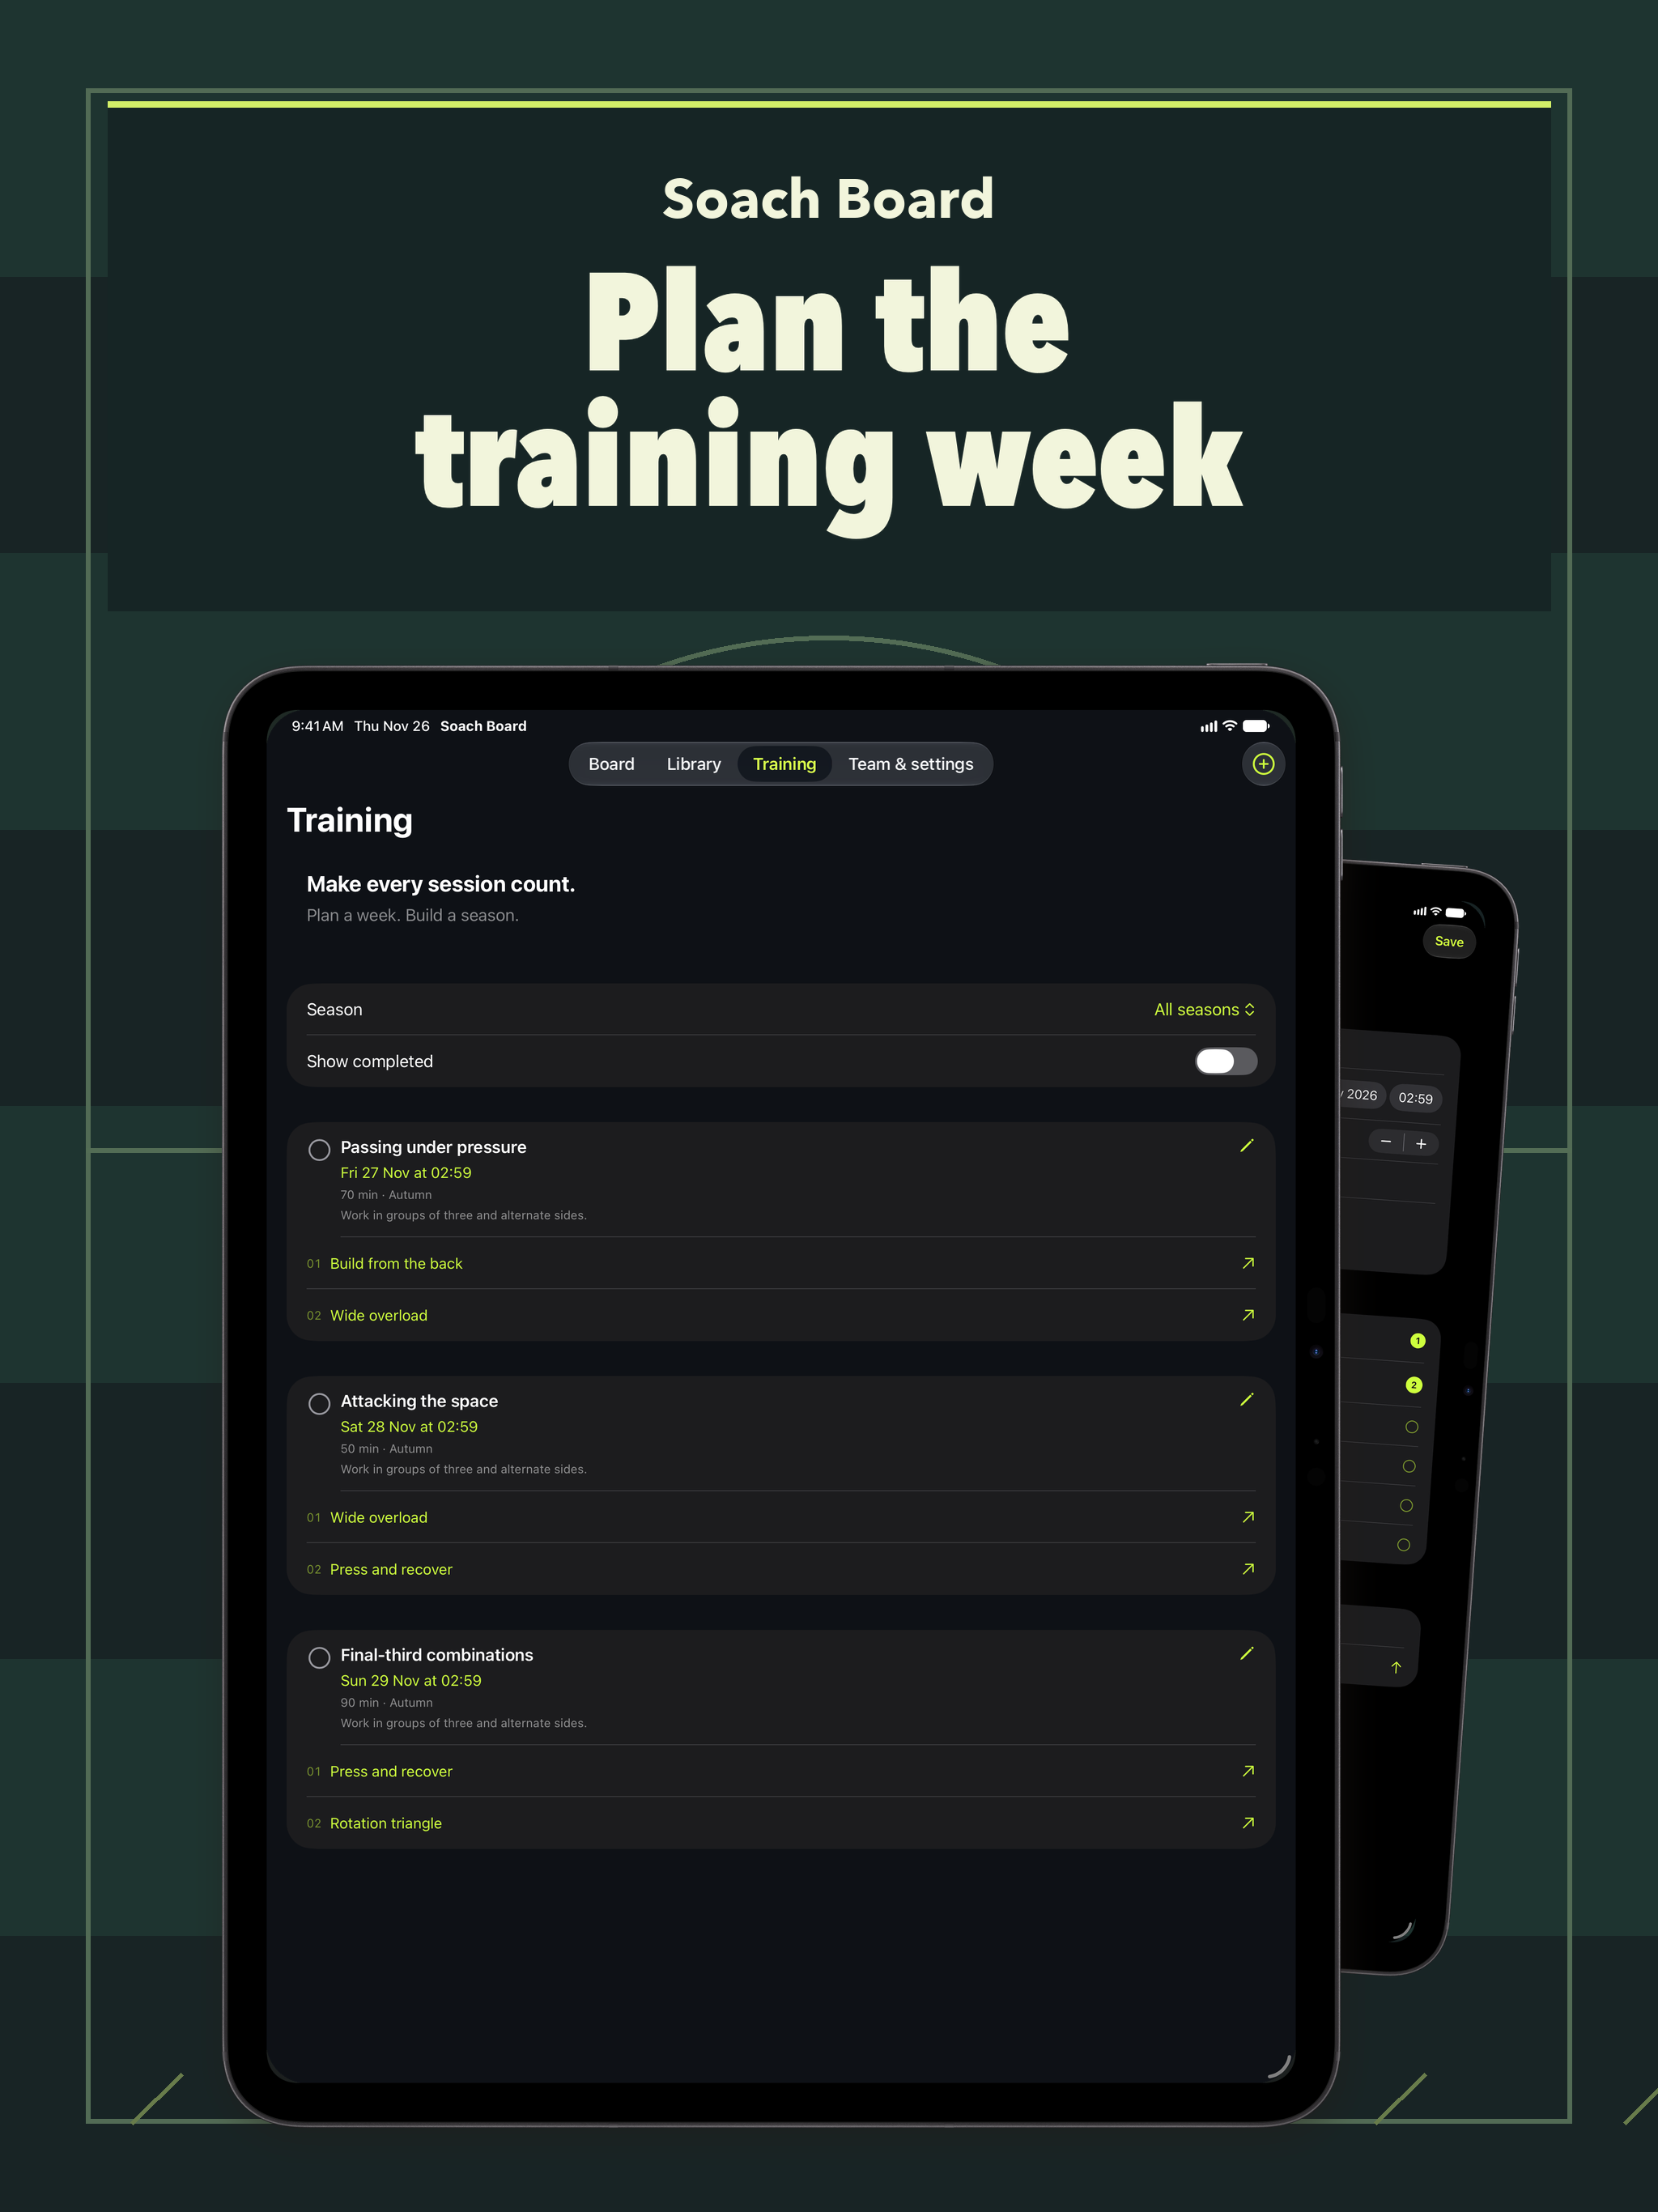 Soach Board
Plan the
training week
9:41 AM Thu Nov 26 Soach Board
Board Library Training Team & settings
Training
Make every session count.
Plan a week. Build a season.
Season All seasons
Show completed
Passing under pressure
Fri 27 Nov at 02:59
70 min · Autumn
Work in groups of three and alternate sides.
01 Build from the back
02 Wide overload
Attacking the space
Sat 28 Nov at 02:59
50 min · Autumn
Work in groups of three and alternate sides.
01 Wide overload
02 Press and recover
Final-third combinations
Sun 29 Nov at 02:59
90 min · Autumn
Work in groups of three and alternate sides.
01 Press and recover
02 Rotation triangle
Save
2026 02:59
1
2